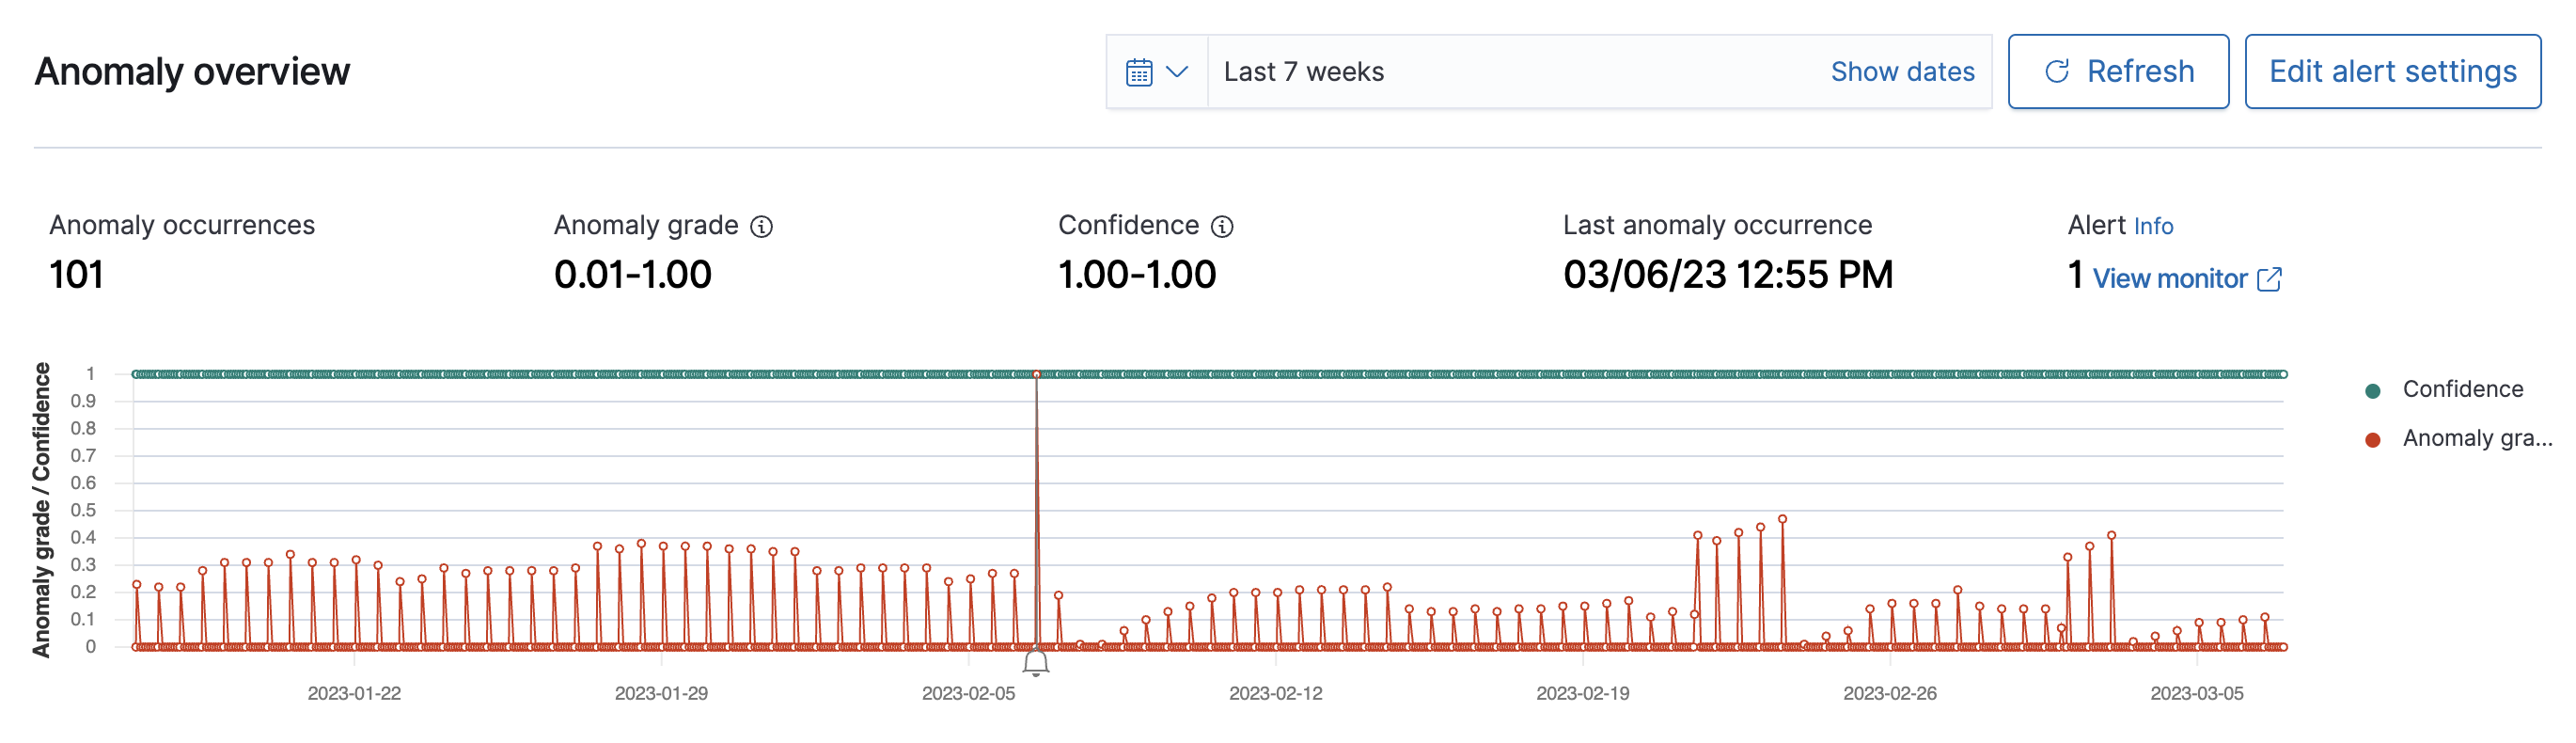 Anomaly overview
Last 7 weeks
Show dates
Refresh
Edit alert settings
Anomaly occurrences
101
Anomaly grade
0.01-1.00
Confidence
1.00-1.00
Last anomaly occurrence
03/06/23 12:55 PM
Alert Info
1 View monitor
Anomaly grade / Confidence
1
0.9
0.8
0.7
0.6
0.5
0.4
0.3
0.2
0.1
0
2023-01-22
2023-01-29
2023-02-05
2023-02-12
2023-02-19
2023-02-26
2023-03-05
Confidence
Anomaly gra...